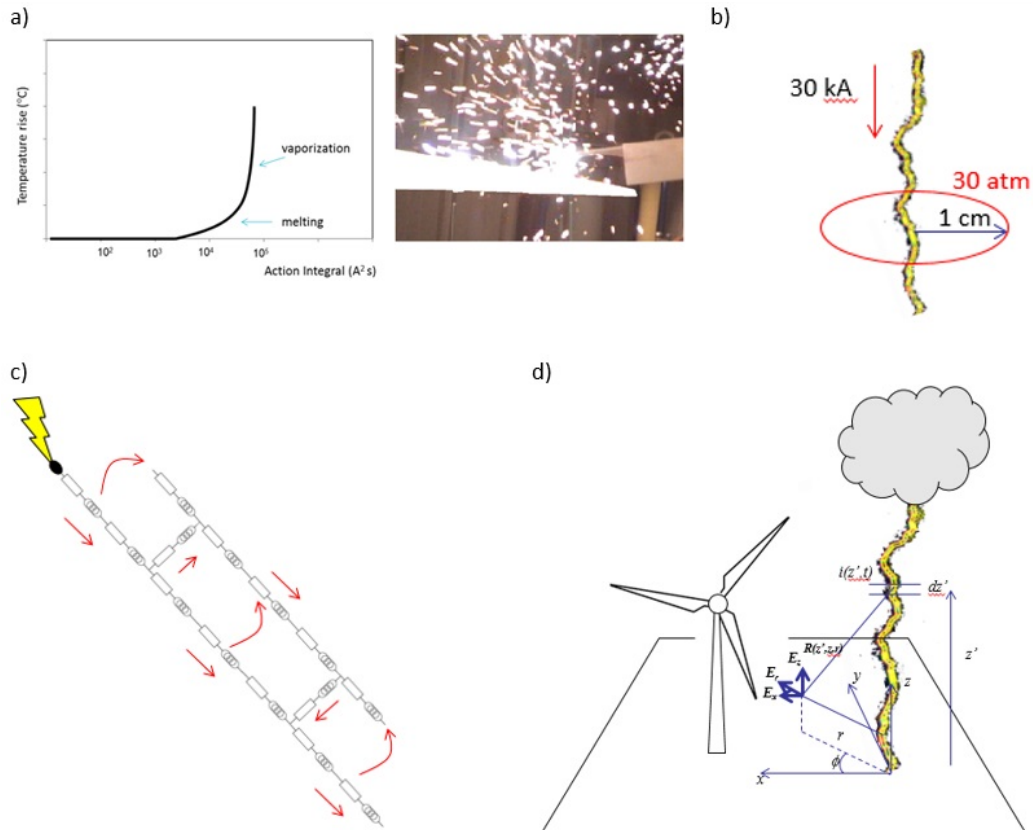 a)
Temperature rise (°C)
vaporization
melting
10² 10³ 10⁴ 10⁵
Action Integral (A² s)
b)
30 kA
30 atm
1 cm
c)
d)
i(z',t)
dz'
R(z',z,r)
z'
E_z
E_r
E_x
y
z
r
ϕ
x